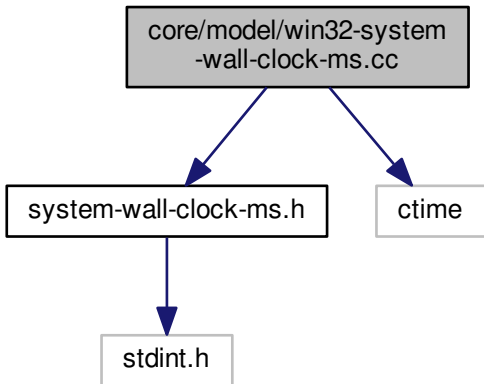 core/model/win32-system
-wall-clock-ms.cc
system-wall-clock-ms.h
ctime
stdint.h